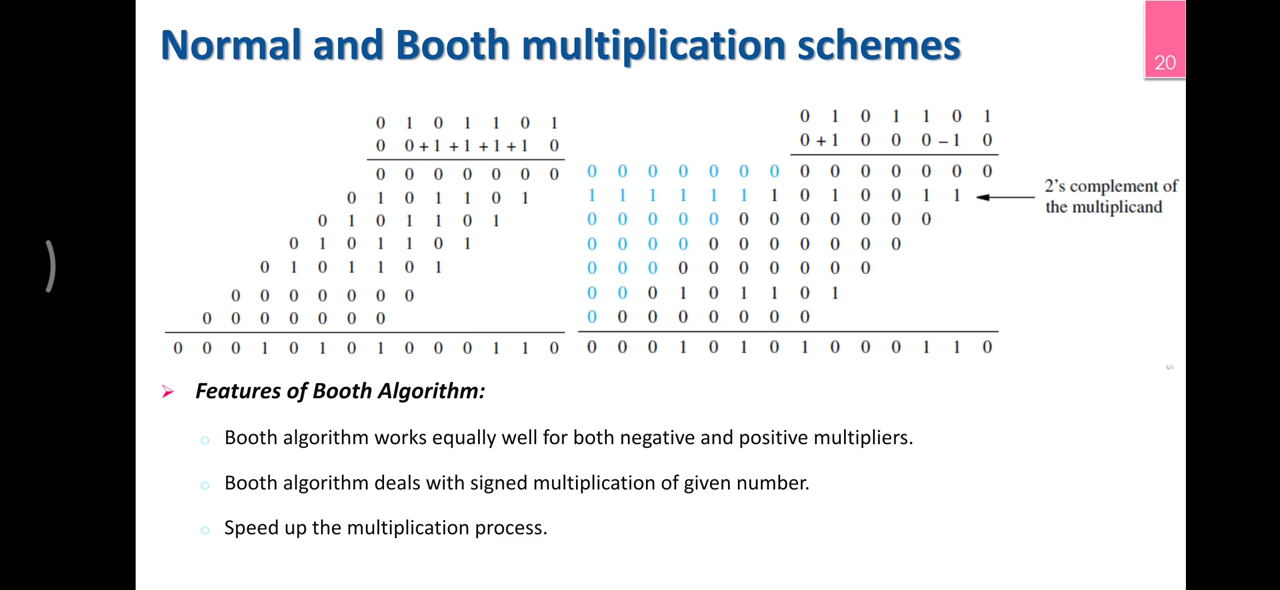 Normal and Booth multiplication schemes
20
0 1 0 1 1 0 1
0 0 +1 +1 +1 +1 0
0 0 0 0 0 0 0
0 1 0 1 1 0 1
0 1 0 1 1 0 1
0 1 0 1 1 0 1
0 1 0 1 1 0 1
0 0 0 0 0 0 0
0 0 0 0 0 0 0
0 0 0 1 0 1 0 1 0 0 0 1 1 0
0 1 0 1 1 0 1
0 +1 0 0 0 -1 0
0 0 0 0 0 0 0 0 0 0 0 0 0 0
1 1 1 1 1 1 1 0 1 0 0 1 1
0 0 0 0 0 0 0 0 0 0 0 0
0 0 0 0 0 0 0 0 0 0 0
0 0 0 0 0 0 0 0 0 0
0 0 0 1 0 1 1 0 1
0 0 0 0 0 0 0 0
0 0 0 1 0 1 0 1 0 0 0 1 1 0
2's complement of
the multiplicand
Features of Booth Algorithm:
Booth algorithm works equally well for both negative and positive multipliers.
Booth algorithm deals with signed multiplication of given number.
Speed up the multiplication process.